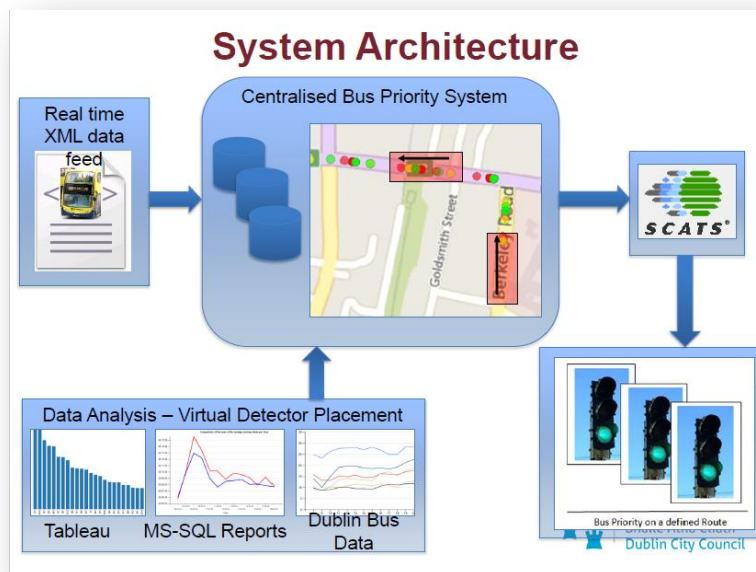 System Architecture
Real time
XML data
feed
Centralised Bus Priority System
Goldsmith Street
Berkeley Road
SCATS®
Data Analysis – Virtual Detector Placement
Tableau
MS-SQL Reports
Dublin Bus
Data
Bus Priority on a defined Route
Dublin City Council